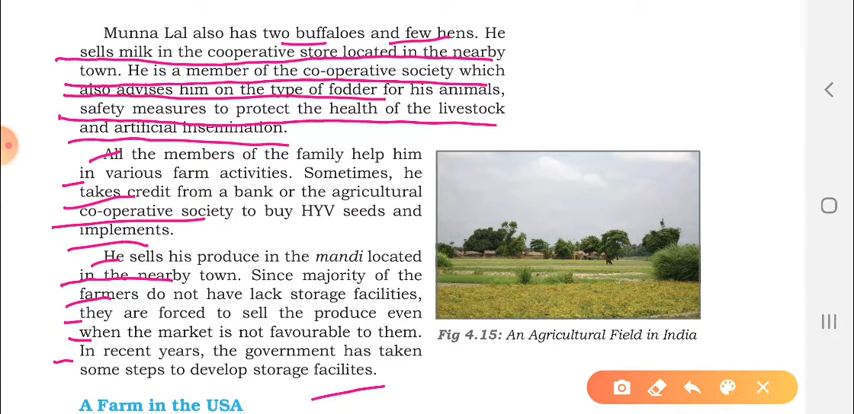 Munna Lal also has two buffaloes and few hens. He
sells milk in the cooperative store located in the nearby
town. He is a member of the co-operative society which
also advises him on the type of fodder for his animals,
safety measures to protect the health of the livestock
and artificial insemination.
All the members of the family help him
in various farm activities. Sometimes, he
takes credit from a bank or the agricultural
co-operative society to buy HYV seeds and
implements.
He sells his produce in the mandi located
in the nearby town. Since majority of the
farmers do not have lack storage facilities,
they are forced to sell the produce even
when the market is not favourable to them.
In recent years, the government has taken
some steps to develop storage facilites.
Fig 4.15: An Agricultural Field in India
A Farm in the USA